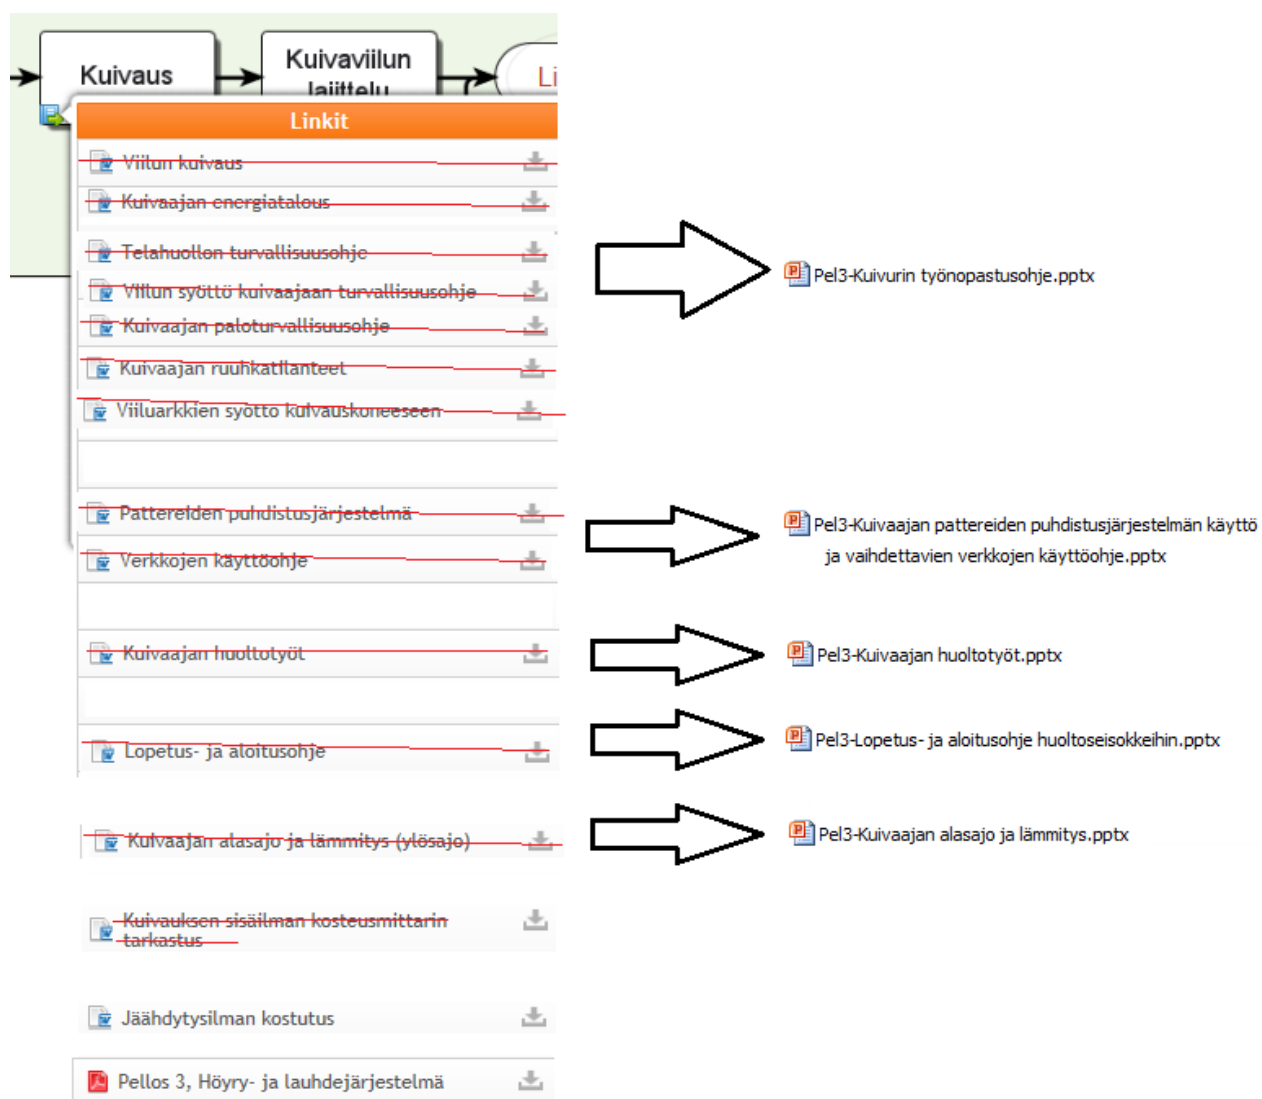 Kuivaus
Kuivaviilun
lajittelu
Li
Linkit
Viilun kuivaus
Kuivaajan energiatalous
Telahuollon turvallisuusohje
Viilun syöttö kuivaajaan turvallisuusohje
Kuivaajan paloturvallisuusohje
Kuivaajan ruuhkatilanteet
Viiluarkkien syöttö kuivauskoneeseen
Pel3-Kuivurin työnopastusohje.pptx
Pattereiden puhdistusjärjestelmä
Verkkojen käyttöohje
Pel3-Kuivaajan pattereiden puhdistusjärjestelmän käyttö
ja vaihdettavien verkkojen käyttöohje.pptx
Kuivaajan huoltotyöt
Pel3-Kuivaajan huoltotyöt.pptx
Lopetus- ja aloitusohje
Pel3-Lopetus- ja aloitusohje huoltoseisokkeihin.pptx
Kuivaajan alasajo ja lämmitys (ylösajo)
Pel3-Kuivaajan alasajo ja lämmitys.pptx
Kuivauksen sisäilman kosteusmittarin
tarkastus
Jäähdytysilman kostutus
Pellos 3, Höyry- ja lauhdejärjestelmä